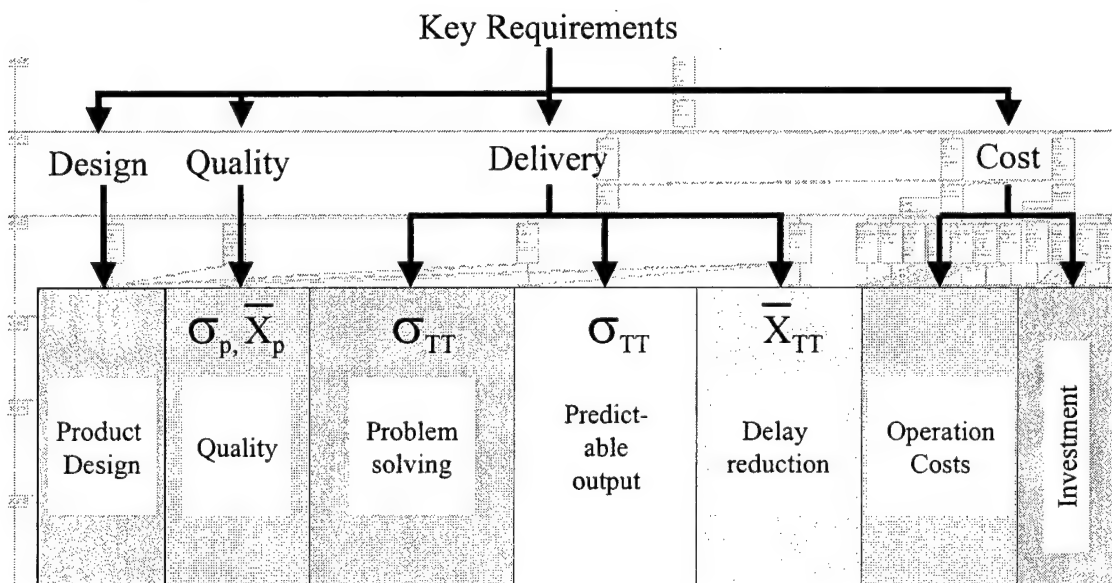 Key Requirements
Design Quality Delivery Cost
σp, X̄p σTT σTT X̄TT
Product
Design
Quality
Problem
solving
Predict-
able
output
Delay
reduction
Operation
Costs
Investment